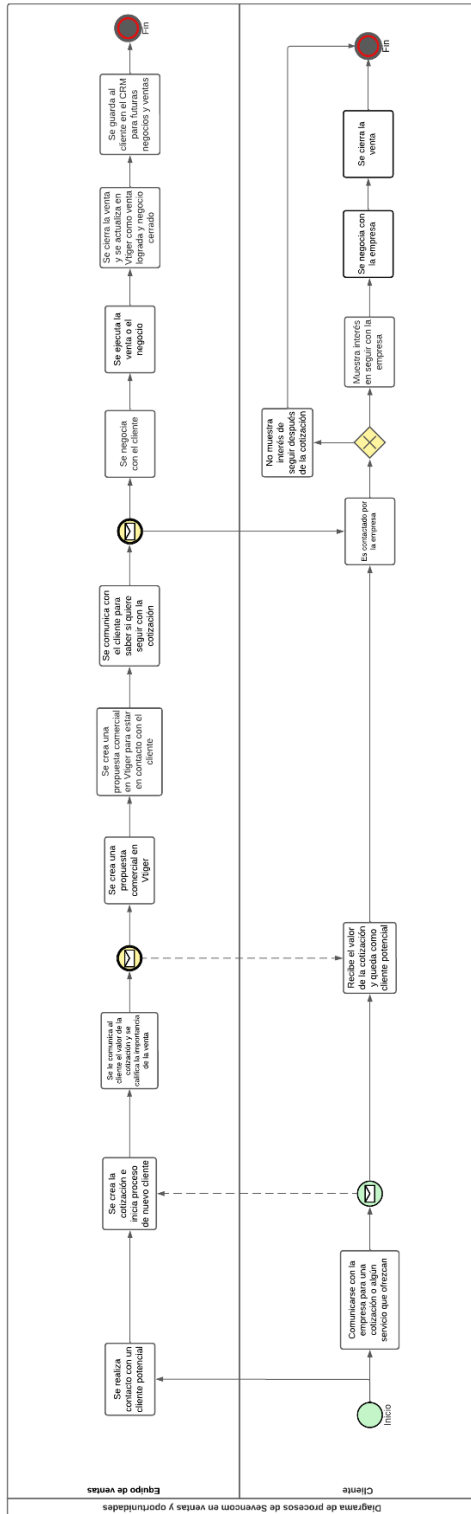 Diagrama de procesos de Sevencom en ventas y oportunidades
Equipo de ventas
Se realiza
contacto con un
cliente potencial
Se crea la
cotización e
inicia proceso
de nuevo cliente
Se le comunica al
cliente el valor de la
cotización y se
califica la importancia
de la venta
Se crea una
propuesta
comercial en
Vtiger
Se crea una
propuesta comercial
en Vtiger para estar
en contacto con el
cliente
Se comunica con
el cliente para
saber si quiere
seguir con la
cotización
Se negocia
con el cliente
Se ejecuta la
venta o el
negocio
Se cierra la venta
y se actualiza en
Vtiger como venta
lograda y negocio
cerrado
Se guarda al
cliente en el CRM
para futuras
negocios y ventas
Fin
Cliente
Inicio
Comunicarse con la
empresa para una
cotización o algún
servicio que ofrezcan
Recibe el valor
de la cotización
y queda como
cliente potencial
Es contactado por
la empresa
No muestra
interés de
seguir después
de la cotización
Muestra interés
en seguir con la
empresa
Se negocia con
la empresa
Se cierra la
venta
Fin